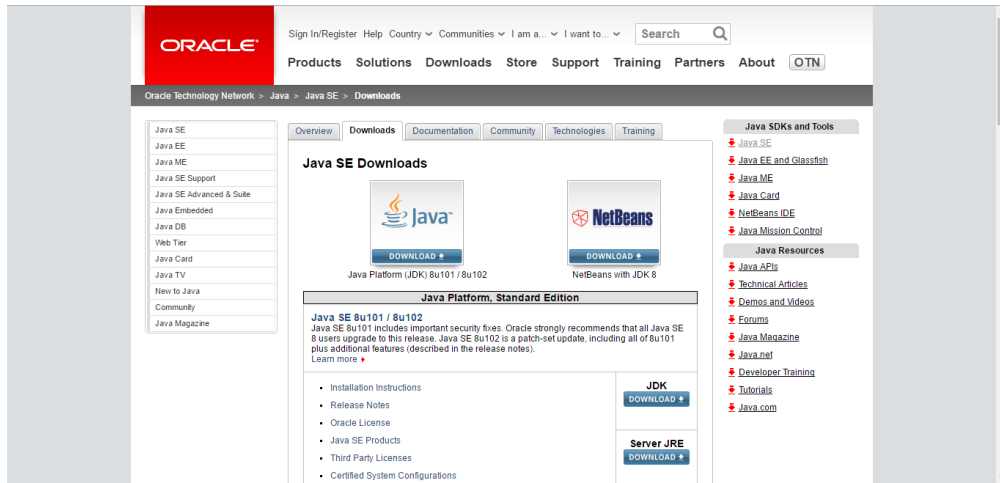 ORACLE
Sign In/Register Help Country Communities I am a... I want to... Search
Products Solutions Downloads Store Support Training Partners About OTN
Oracle Technology Network > Java > Java SE > Downloads
Java SE
Java EE
Java ME
Java SE Support
Java SE Advanced & Suite
Java Embedded
Java DB
Web Tier
Java Card
Java TV
New to Java
Community
Java Magazine
Overview Downloads Documentation Community Technologies Training
Java SE Downloads
Java
DOWNLOAD
Java Platform (JDK) 8u101 / 8u102
NetBeans
DOWNLOAD
NetBeans with JDK 8
Java Platform, Standard Edition
Java SE 8u101 / 8u102
Java SE 8u101 includes important security fixes. Oracle strongly recommends that all Java SE
8 users upgrade to this release. Java SE 8u102 is a patch-set update, including all of 8u101
plus additional features (described in the release notes).
Learn more
Installation Instructions
Release Notes
Oracle License
Java SE Products
Third Party Licenses
Certified System Configurations
JDK
DOWNLOAD
Server JRE
DOWNLOAD
Java SDKs and Tools
Java SE
Java EE and Glassfish
Java ME
Java Card
NetBeans IDE
Java Mission Control
Java Resources
Java APIs
Technical Articles
Demos and Videos
Forums
Java Magazine
Java.net
Developer Training
Tutorials
Java.com